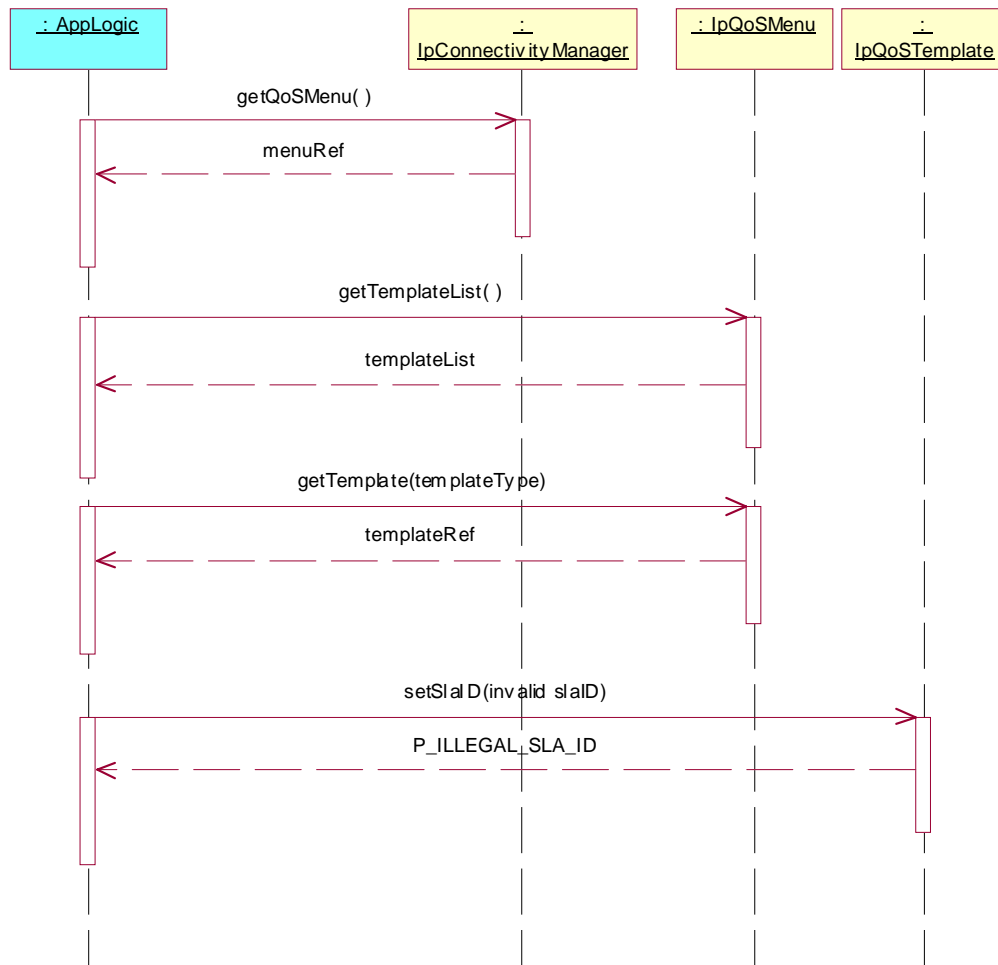 : AppLogic
:
IpConnectivityManager
: IpQoSMenu
:
IpQoSTemplate
getQoSMenu( )
menuRef
getTemplateList( )
templateList
getTemplate(templateType)
templateRef
setSlaID(invalid slaID)
P_ILLEGAL_SLA_ID